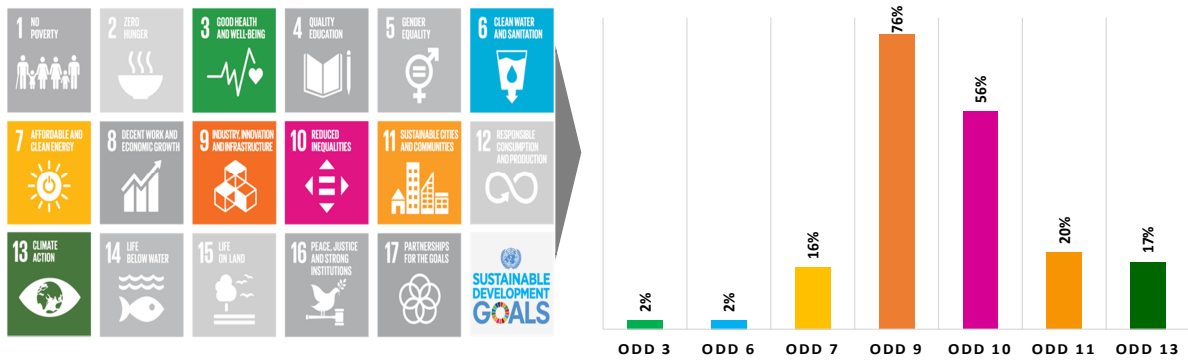 1 NO
POVERTY
2 ZERO
HUNGER
3 GOOD HEALTH
AND WELL-BEING
4 QUALITY
EDUCATION
5 GENDER
EQUALITY
6 CLEAN WATER
AND SANITATION
7 AFFORDABLE AND
CLEAN ENERGY
8 DECENT WORK AND
ECONOMIC GROWTH
9 INDUSTRY, INNOVATION
AND INFRASTRUCTURE
10 REDUCED
INEQUALITIES
11 SUSTAINABLE CITIES
AND COMMUNITIES
12 RESPONSIBLE
CONSUMPTION
AND PRODUCTION
13 CLIMATE
ACTION
14 LIFE
BELOW WATER
15 LIFE
ON LAND
16 PEACE, JUSTICE
AND STRONG
INSTITUTIONS
17 PARTNERSHIPS
FOR THE GOALS
SUSTAINABLE
DEVELOPMENT
GOALS
2%
2%
16%
76%
56%
20%
17%
ODD 3
ODD 6
ODD 7
ODD 9
ODD 10
ODD 11
ODD 13